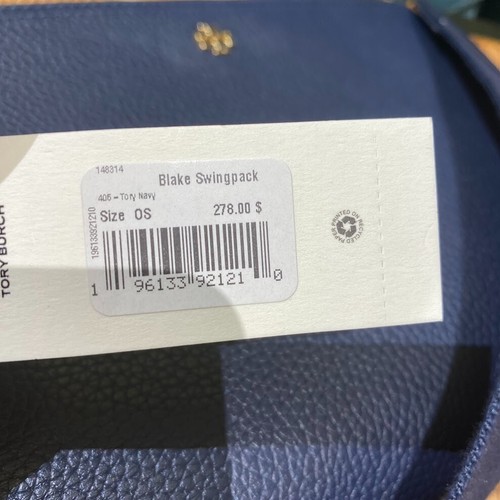 148314
Blake Swingpack
405 – Tory Navy
Size OS 278.00 $
196133921210
1 96133 92121 0
TORY BURCH
PRINTED ON RECYCLED PAPER